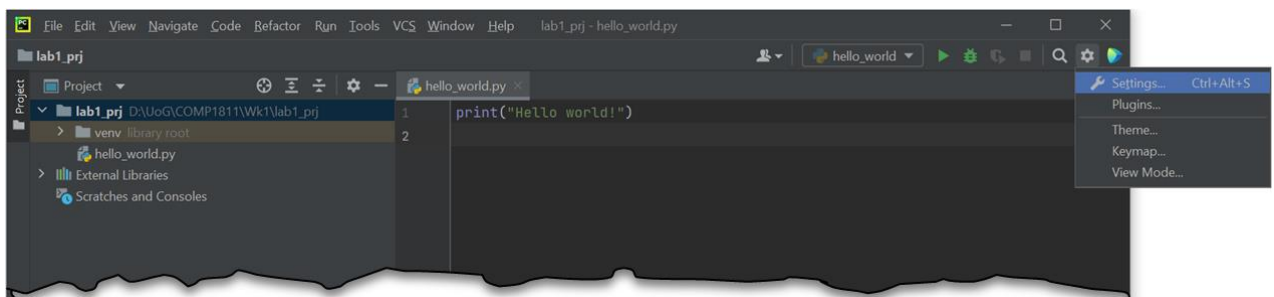 PC
File Edit View Navigate Code Refactor Run Tools VCS Window Help lab1_prj - hello_world.py
lab1_prj
hello_world
Settings... Ctrl+Alt+S
Plugins...
Theme...
Keymap...
View Mode...
Project
Project
hello_world.py
lab1_prj D:\UoG\COMP1811\Wk1\lab1_prj
venv library root
hello_world.py
External Libraries
Scratches and Consoles
1 print("Hello world!")
2